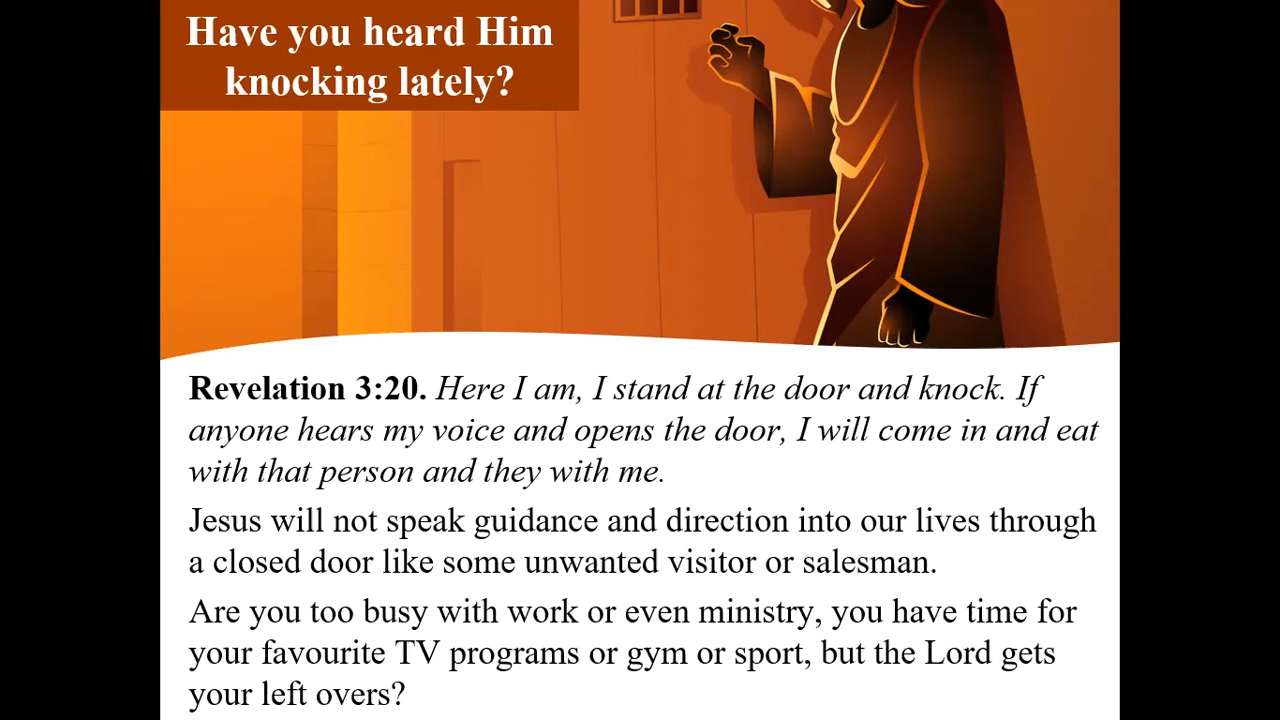 Have you heard Him
knocking lately?
Revelation 3:20. Here I am, I stand at the door and knock. If
anyone hears my voice and opens the door, I will come in and eat
with that person and they with me.
Jesus will not speak guidance and direction into our lives through
a closed door like some unwanted visitor or salesman.
Are you too busy with work or even ministry, you have time for
your favourite TV programs or gym or sport, but the Lord gets
your left overs?